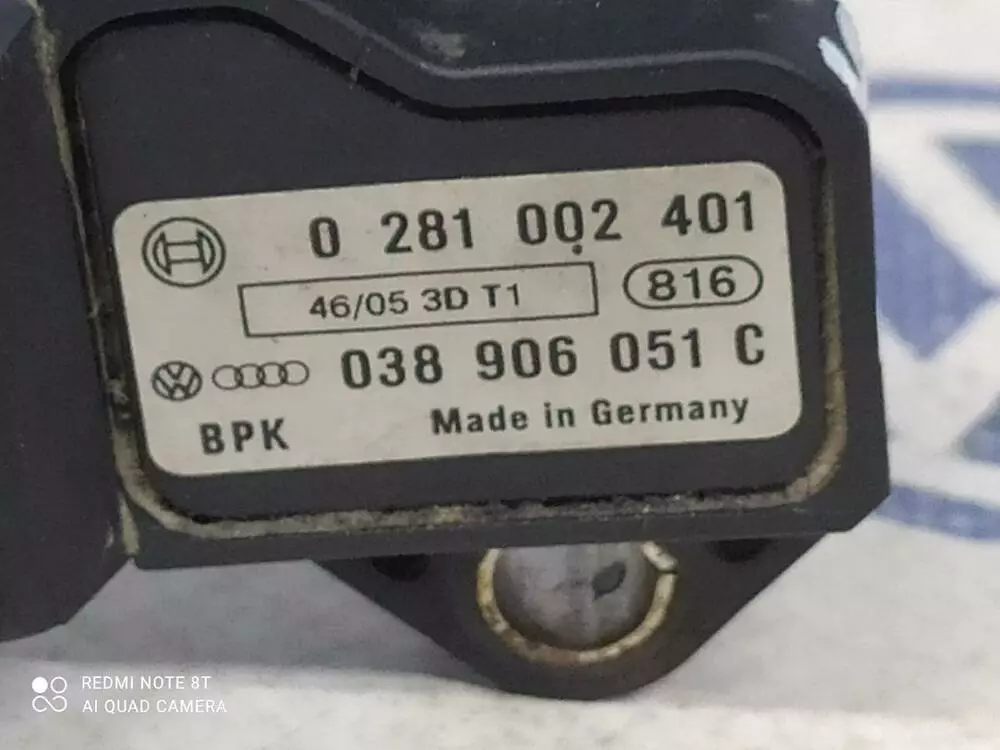 0 281 002 401
46/05 3D T1
816
038 906 051 C
BPK
Made in Germany
REDMI NOTE 8T
AI QUAD CAMERA